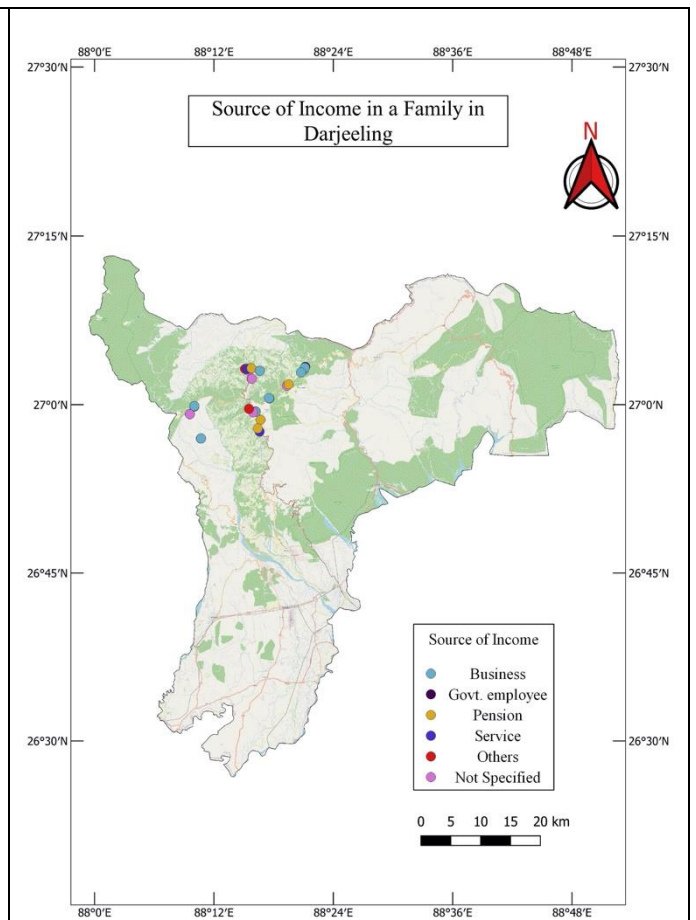 88°0'E 88°12'E 88°24'E 88°36'E 88°48'E
27°30'N 27°30'N
Source of Income in a Family in
Darjeeling
N
27°15'N 27°15'N
27°0'N 27°0'N
26°45'N 26°45'N
Source of Income
Business
Govt. employee
Pension
Service
Others
Not Specified
26°30'N 26°30'N
0 5 10 15 20 km
88°0'E 88°12'E 88°24'E 88°36'E 88°48'E